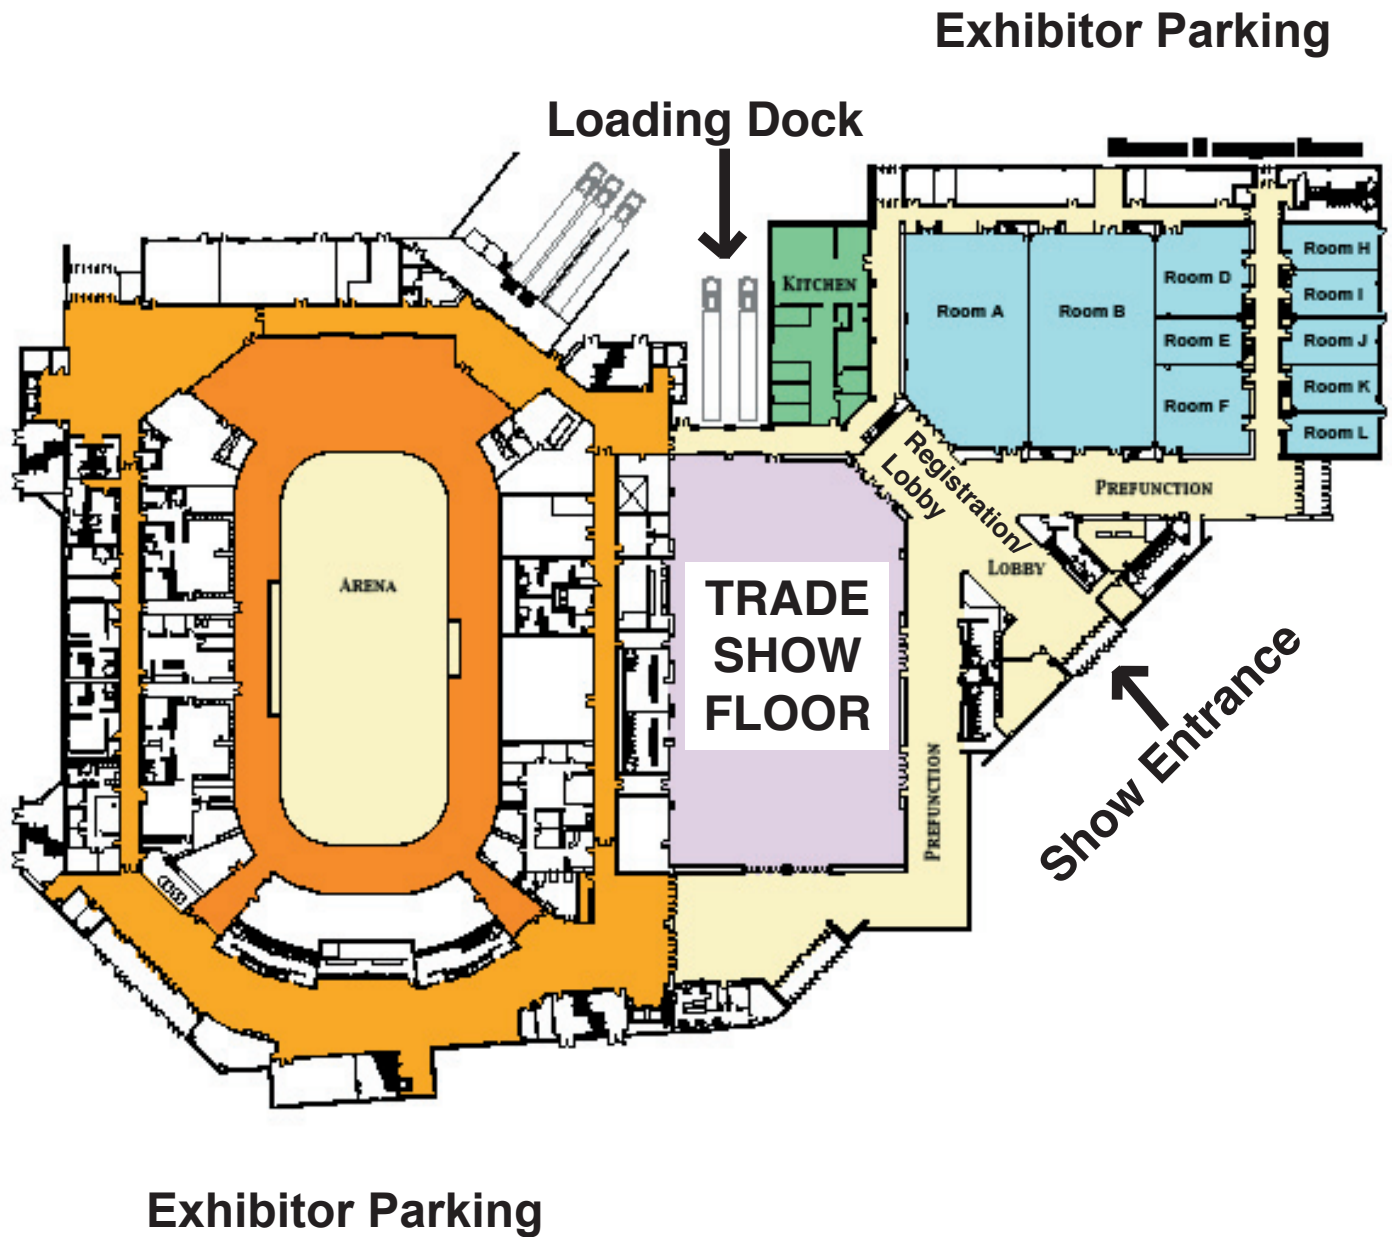 Exhibitor Parking
Loading Dock
KITCHEN
Room A
Room B
Room D
Room E
Room F
Room H
Room I
Room J
Room K
Room L
Registration/
Lobby
PREFUNCTION
LOBBY
ARENA
TRADE
SHOW
FLOOR
PREFUNCTION
Show Entrance
Exhibitor Parking